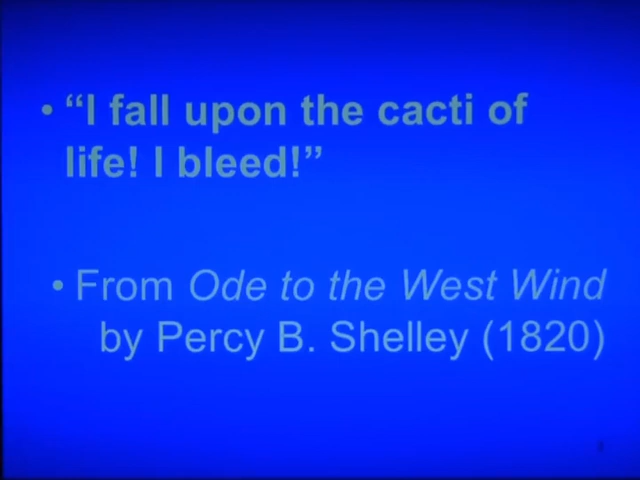 • “I fall upon the cacti of
life! I bleed!”
• From Ode to the West Wind
by Percy B. Shelley (1820)